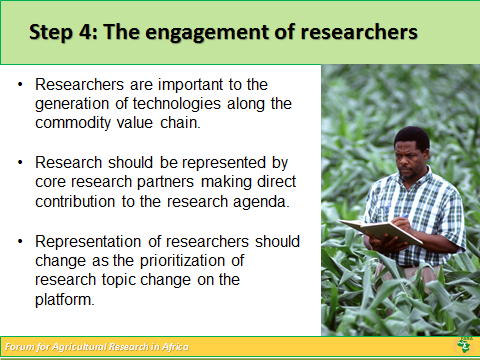 Step 4: The engagement of researchers
• Researchers are important to the
generation of technologies along the
commodity value chain.
• Research should be represented by
core research partners making direct
contribution to the research agenda.
• Representation of researchers should
change as the prioritization of
research topic change on the
platform.
Forum for Agricultural Research in Africa
FARA